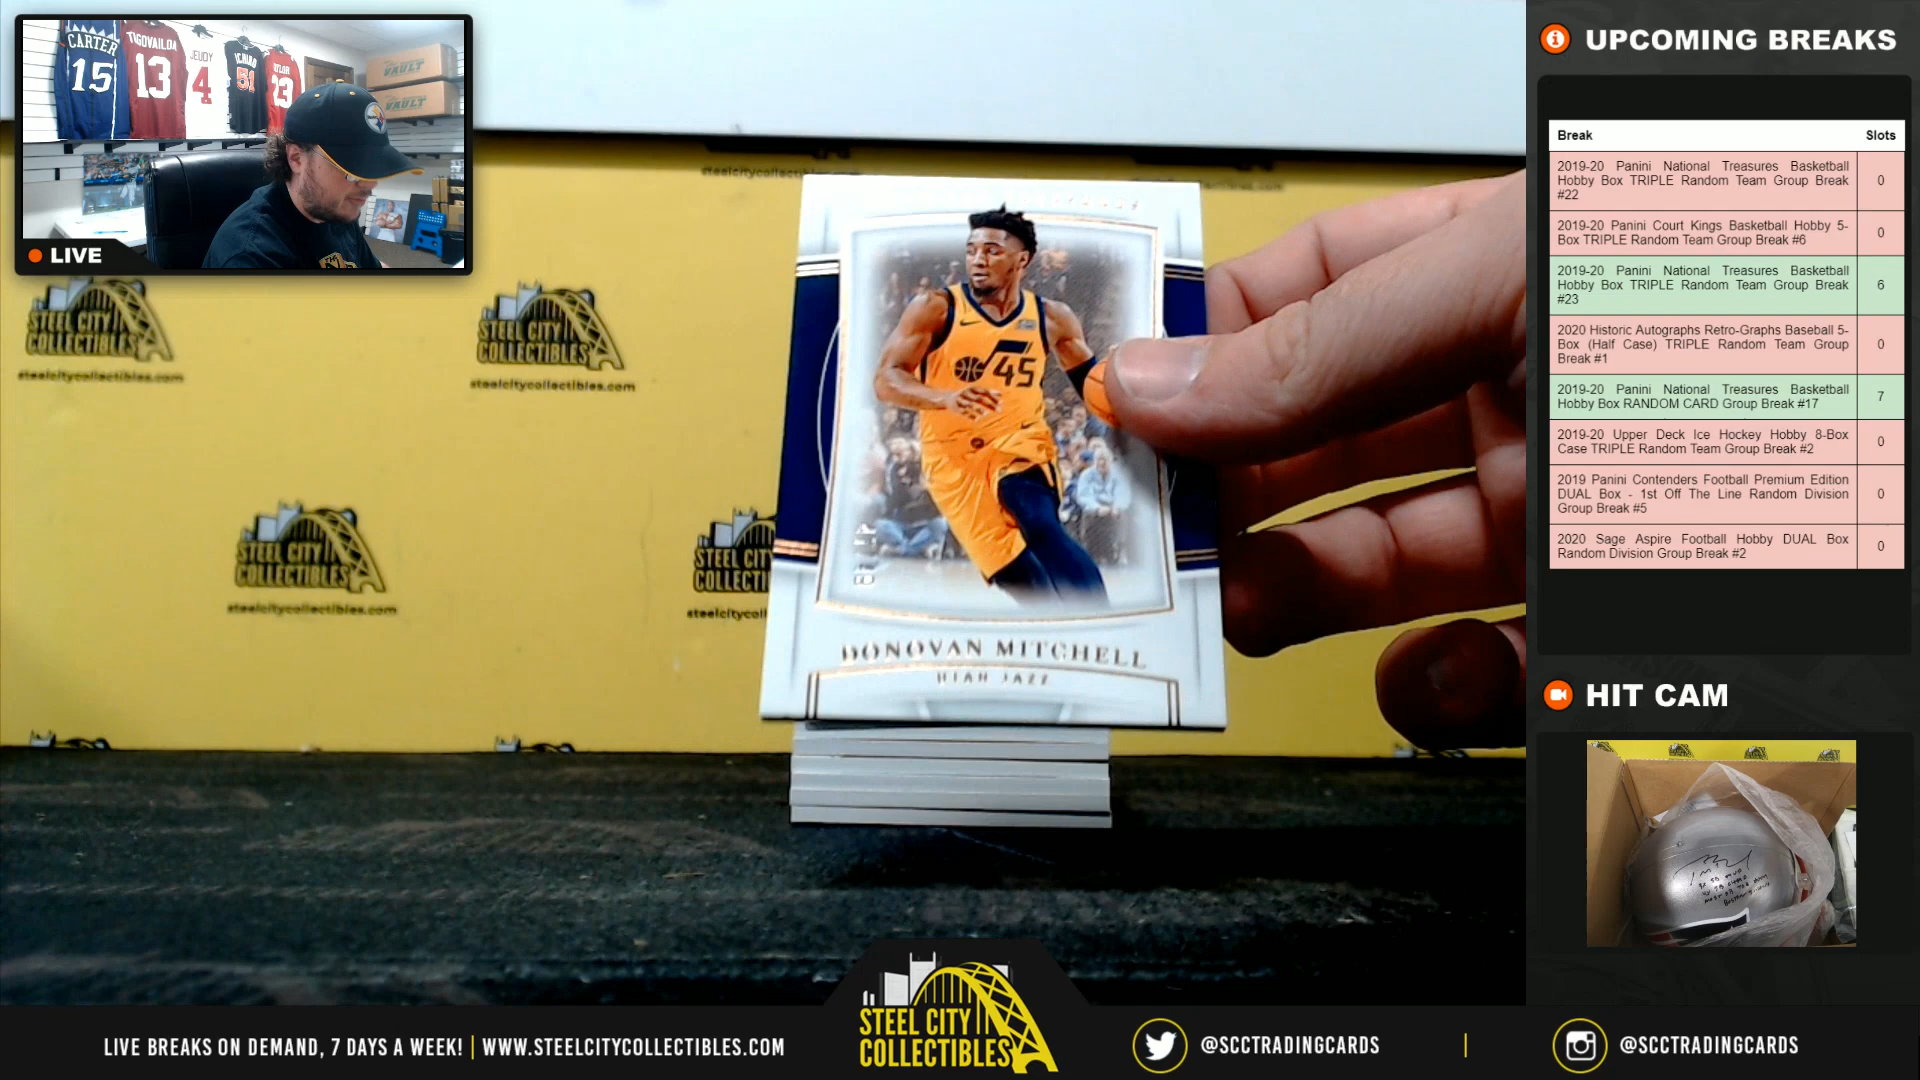 CARTER
15
TAGOVAILOA
13
JEUDY
4
ICHIRO
51
TAYLOR
23
VAULT
VAULT
LIVE
steelcitycollectibles.com
STEEL CITY
COLLECTIBLES
steelcitycollectibles.com
STEEL CITY
COLLECTIBLES
steelcitycollectibles.com
STEEL CITY
COLLECTIBLES
steelcitycollectibles.com
STEEL CITY
45
DONOVAN MITCHELL
UTAH JAZZ
UPCOMING BREAKS
Break Slots
2019-20 Panini National Treasures Basketball
Hobby Box TRIPLE Random Team Group Break 0
#22
2019-20 Panini Court Kings Basketball Hobby 5-
Box TRIPLE Random Team Group Break #6 0
2019-20 Panini National Treasures Basketball
Hobby Box TRIPLE Random Team Group Break 6
#23
2020 Historic Autographs Retro-Graphs Baseball 5-
Box (Half Case) TRIPLE Random Team Group 0
Break #1
2019-20 Panini National Treasures Basketball
Hobby Box RANDOM CARD Group Break #17 7
2019-20 Upper Deck Ice Hockey Hobby 8-Box
Case TRIPLE Random Team Group Break #2 0
2019 Panini Contenders Football Premium Edition
DUAL Box - 1st Off The Line Random Division 0
Group Break #5
2020 Sage Aspire Football Hobby DUAL Box
Random Division Group Break #2 0
HIT CAM
LIVE BREAKS ON DEMAND, 7 DAYS A WEEK! | WWW.STEELCITYCOLLECTIBLES.COM
STEEL CITY
COLLECTIBLES
@SCCTRADINGCARDS | @SCCTRADINGCARDS